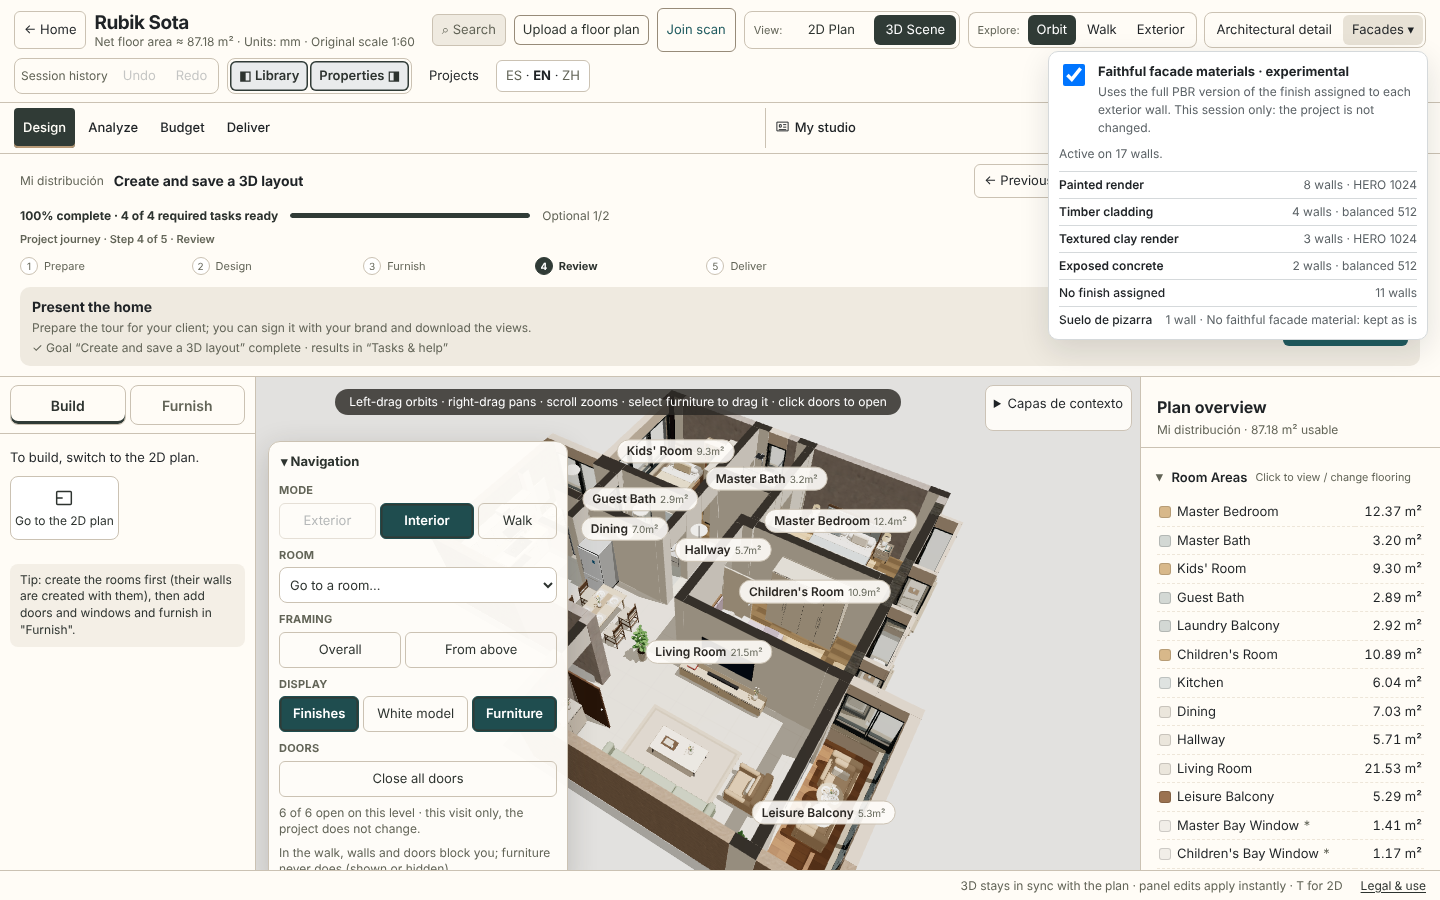 ← Home
Rubik Sota
Net floor area ≈ 87.18 m² · Units: mm · Original scale 1:60
Search
Upload a floor plan
Join scan
View:
2D Plan
3D Scene
Explore:
Orbit
Walk
Exterior
Architectural detail
Facades ▾
Session history
Undo
Redo
Library
Properties
Projects
ES · EN · ZH
Faithful facade materials · experimental
Uses the full PBR version of the finish assigned to each
exterior wall. This session only: the project is not
changed.
Active on 17 walls.
Painted render 8 walls · HERO 1024
Timber cladding 4 walls · balanced 512
Textured clay render 3 walls · HERO 1024
Exposed concrete 2 walls · balanced 512
No finish assigned 11 walls
Suelo de pizarra 1 wall · No faithful facade material: kept as is
Design
Analyze
Budget
Deliver
My studio
Mi distribución
Create and save a 3D layout
← Previous
100% complete · 4 of 4 required tasks ready
Optional 1/2
Project journey · Step 4 of 5 · Review
1 Prepare
2 Design
3 Furnish
4 Review
5 Deliver
Present the home
Prepare the tour for your client; you can sign it with your brand and download the views.
✓ Goal “Create and save a 3D layout” complete · results in “Tasks & help”
Build
Furnish
To build, switch to the 2D plan.
Go to the 2D plan
Tip: create the rooms first (their walls
are created with them), then add
doors and windows and furnish in
"Furnish".
Left-drag orbits · right-drag pans · scroll zooms · select furniture to drag it · click doors to open
▶ Capas de contexto
▾ Navigation
MODE
Exterior
Interior
Walk
ROOM
Go to a room...
FRAMING
Overall
From above
DISPLAY
Finishes
White model
Furniture
DOORS
Close all doors
6 of 6 open on this level · this visit only, the
project does not change.
In the walk, walls and doors block you; furniture
never does (shown or hidden).
Kids' Room 9.3m²
Master Bath 3.2m²
Guest Bath 2.9m²
Master Bedroom 12.4m²
Dining 7.0m²
Hallway 5.7m²
Children's Room 10.9m²
Living Room 21.5m²
Leisure Balcony 5.3m²
Plan overview
Mi distribución · 87.18 m² usable
▼ Room Areas Click to view / change flooring
Master Bedroom 12.37 m²
Master Bath 3.20 m²
Kids' Room 9.30 m²
Guest Bath 2.89 m²
Laundry Balcony 2.92 m²
Children's Room 10.89 m²
Kitchen 6.04 m²
Dining 7.03 m²
Hallway 5.71 m²
Living Room 21.53 m²
Leisure Balcony 5.29 m²
Master Bay Window * 1.41 m²
Children's Bay Window * 1.17 m²
3D stays in sync with the plan · panel edits apply instantly · T for 2D
Legal & use